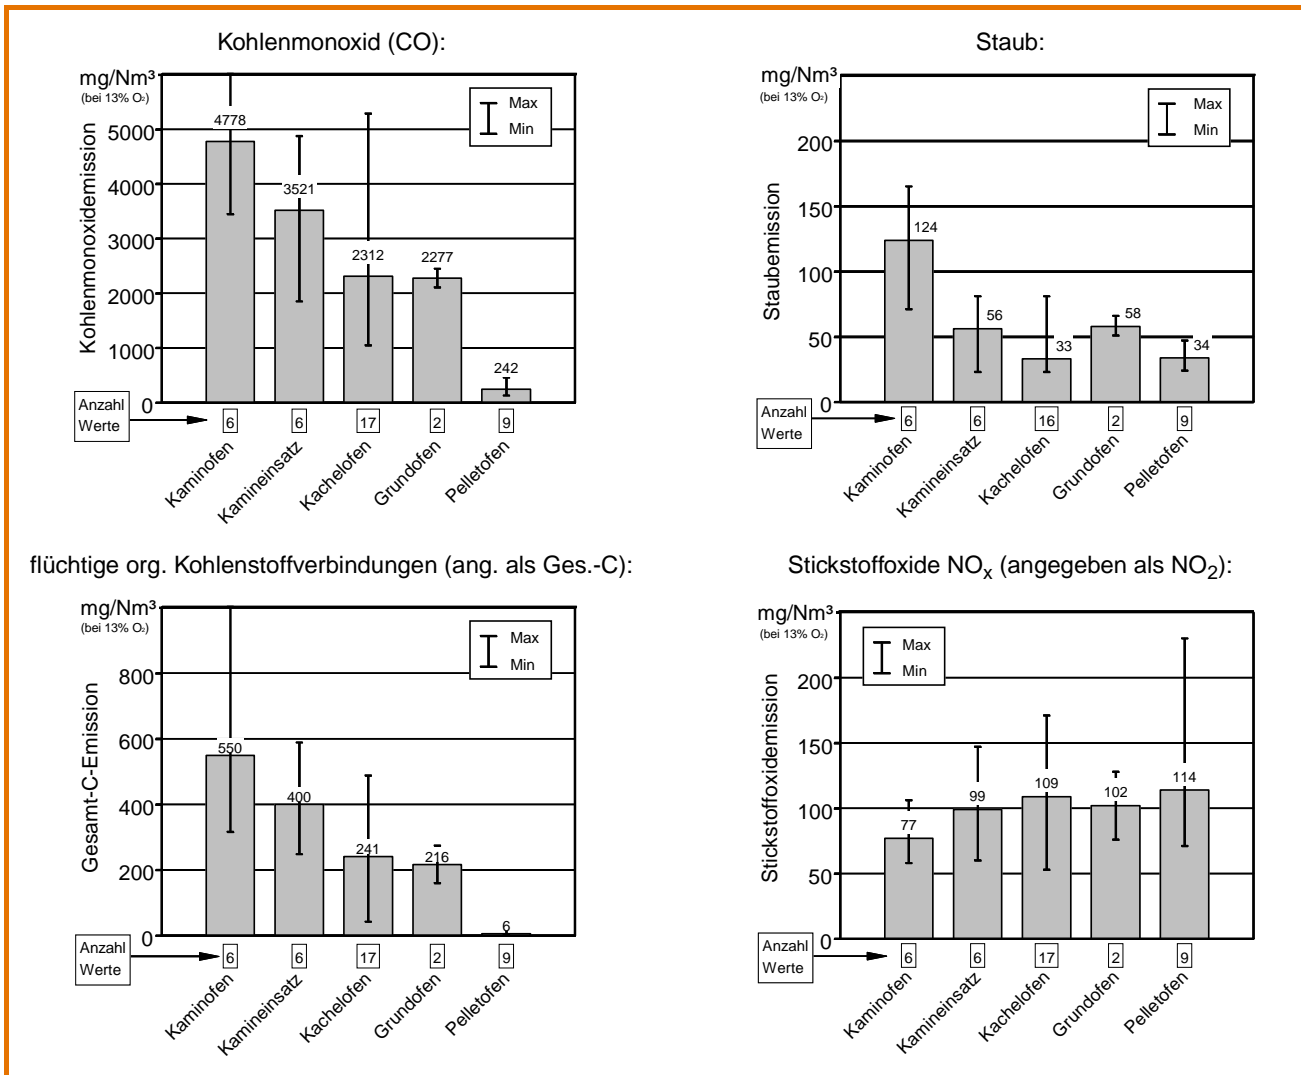 Kohlenmonoxid (CO):
mg/Nm³
(bei 13% O₂)
Max
Min
Kohlenmonoxidemission
5000
4000
3000
2000
1000
0
4778
3521
2312
2277
242
Anzahl
Werte
6
6
17
2
9
Kaminofen
Kamineinsatz
Kachelofen
Grundofen
Pelletofen
Staub:
mg/Nm³
(bei 13% O₂)
Max
Min
Staubemission
200
150
100
50
0
124
56
33
58
34
Anzahl
Werte
6
6
16
2
9
Kaminofen
Kamineinsatz
Kachelofen
Grundofen
Pelletofen
flüchtige org. Kohlenstoffverbindungen (ang. als Ges.-C):
mg/Nm³
(bei 13% O₂)
Max
Min
Gesamt-C-Emission
800
600
400
200
0
550
400
241
216
6
Anzahl
Werte
6
6
17
2
9
Kaminofen
Kamineinsatz
Kachelofen
Grundofen
Pelletofen
Stickstoffoxide NOₓ (angegeben als NO₂):
mg/Nm³
(bei 13% O₂)
Max
Min
Stickstoffoxidemission
200
150
100
50
0
77
99
109
102
114
Anzahl
Werte
6
6
17
2
9
Kaminofen
Kamineinsatz
Kachelofen
Grundofen
Pelletofen